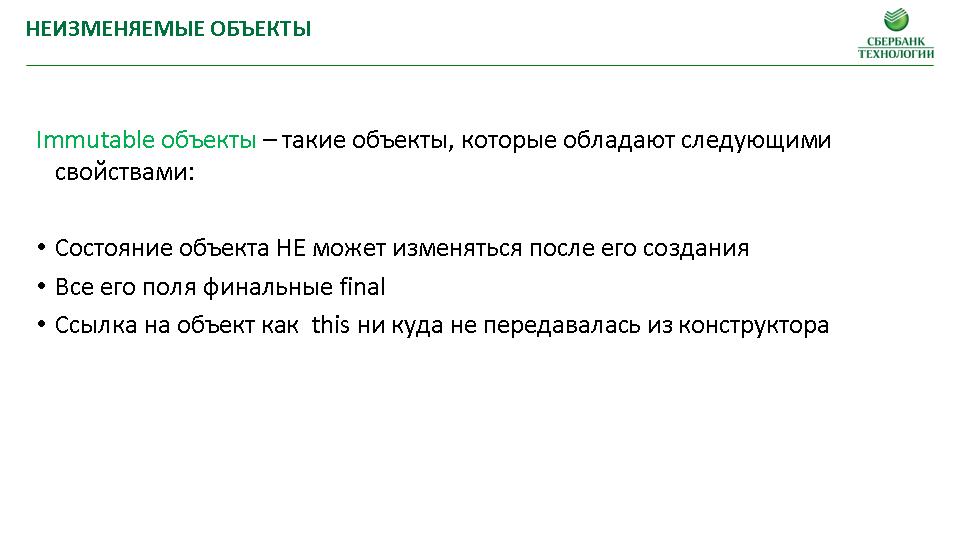 НЕИЗМЕНЯЕМЫЕ ОБЪЕКТЫ
СБЕРБАНК
ТЕХНОЛОГИИ
Immutable объекты – такие объекты, которые обладают следующими
свойствами:
• Состояние объекта НЕ может изменяться после его создания
• Все его поля финальные final
• Ссылка на объект как  this ни куда не передавалась из конструктора